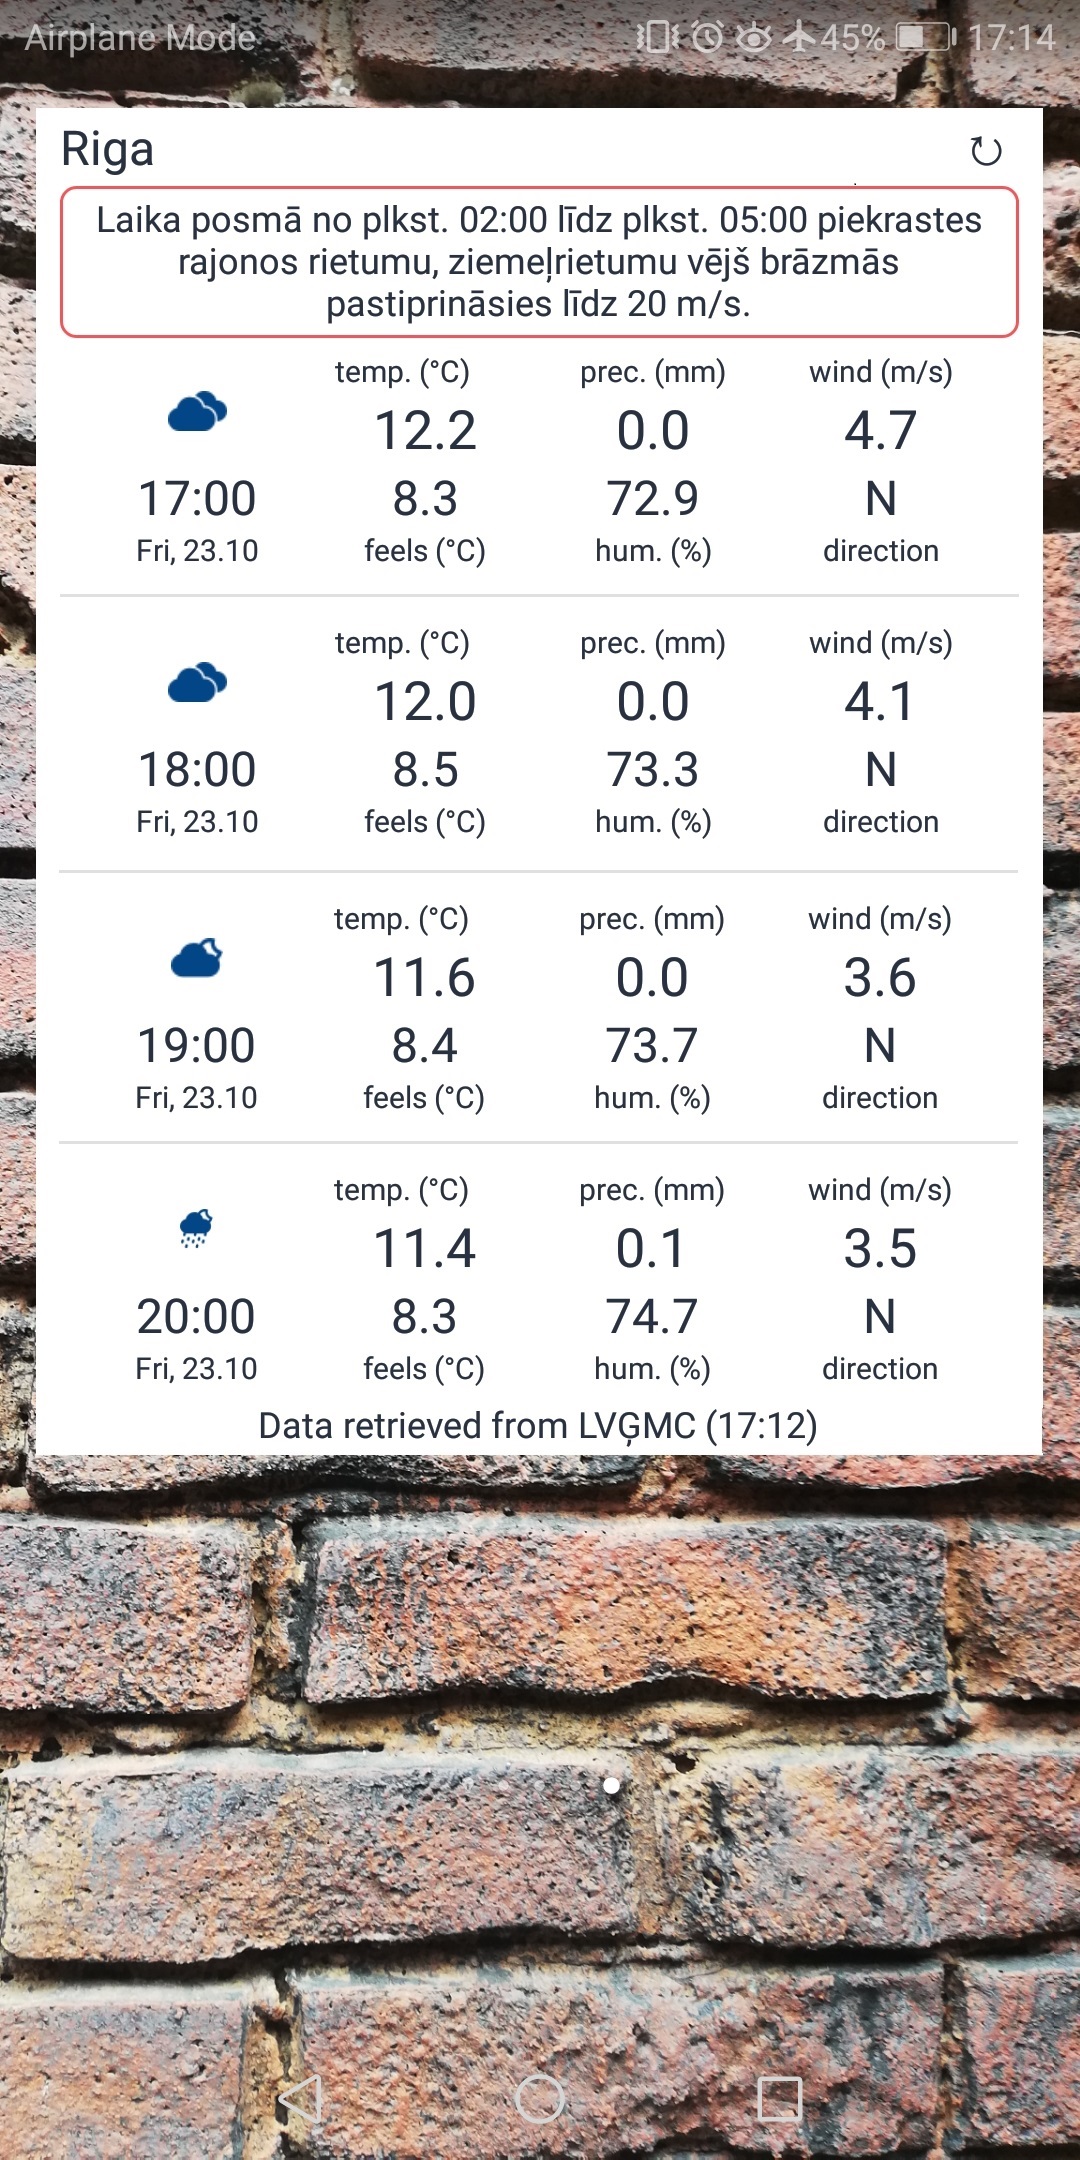 Airplane Mode 45% 17:14
Riga
Laika posmā no plkst. 02:00 līdz plkst. 05:00 piekrastes
rajonos rietumu, ziemeļrietumu vējš brāzmās
pastiprināsies līdz 20 m/s.
temp. (°C) prec. (mm) wind (m/s)
12.2 0.0 4.7
17:00 8.3 72.9 N
Fri, 23.10 feels (°C) hum. (%) direction
temp. (°C) prec. (mm) wind (m/s)
12.0 0.0 4.1
18:00 8.5 73.3 N
Fri, 23.10 feels (°C) hum. (%) direction
temp. (°C) prec. (mm) wind (m/s)
11.6 0.0 3.6
19:00 8.4 73.7 N
Fri, 23.10 feels (°C) hum. (%) direction
temp. (°C) prec. (mm) wind (m/s)
11.4 0.1 3.5
20:00 8.3 74.7 N
Fri, 23.10 feels (°C) hum. (%) direction
Data retrieved from LVĢMC (17:12)